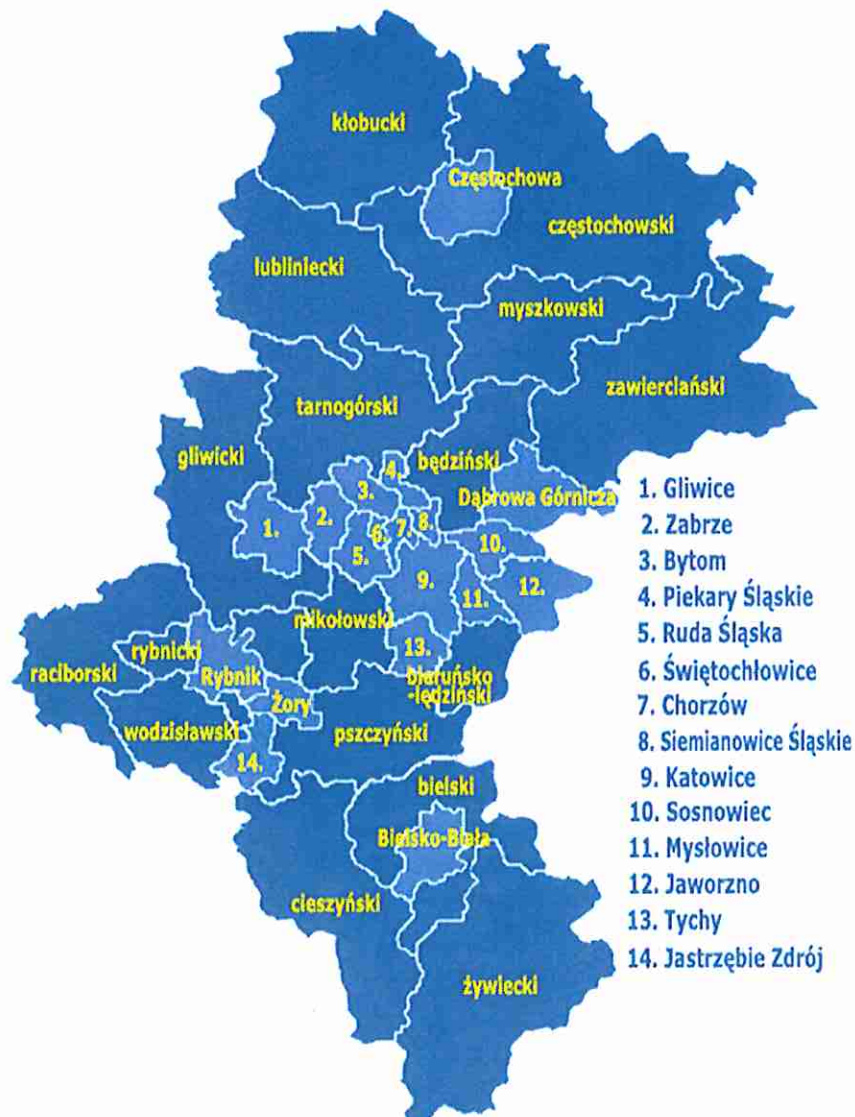 kłobucki
Częstochowa
częstochowski
lubliniecki
myszkowski
zawierciański
tarnogórski
gliwicki
będziński
4.
3.
Dąbrowa Górnicza
1.
2.
6.
7.
8.
5.
10.
9.
11.
12.
mikołowski
13.
rybnicki
raciborski
Rybnik
bieruńsko
-lędziński
Żory
wodzisławski
pszczyński
14.
bielski
Bielsko-Biała
cieszyński
żywiecki
1. Gliwice
2. Zabrze
3. Bytom
4. Piekary Śląskie
5. Ruda Śląska
6. Świętochłowice
7. Chorzów
8. Siemianowice Śląskie
9. Katowice
10. Sosnowiec
11. Mysłowice
12. Jaworzno
13. Tychy
14. Jastrzębie Zdrój